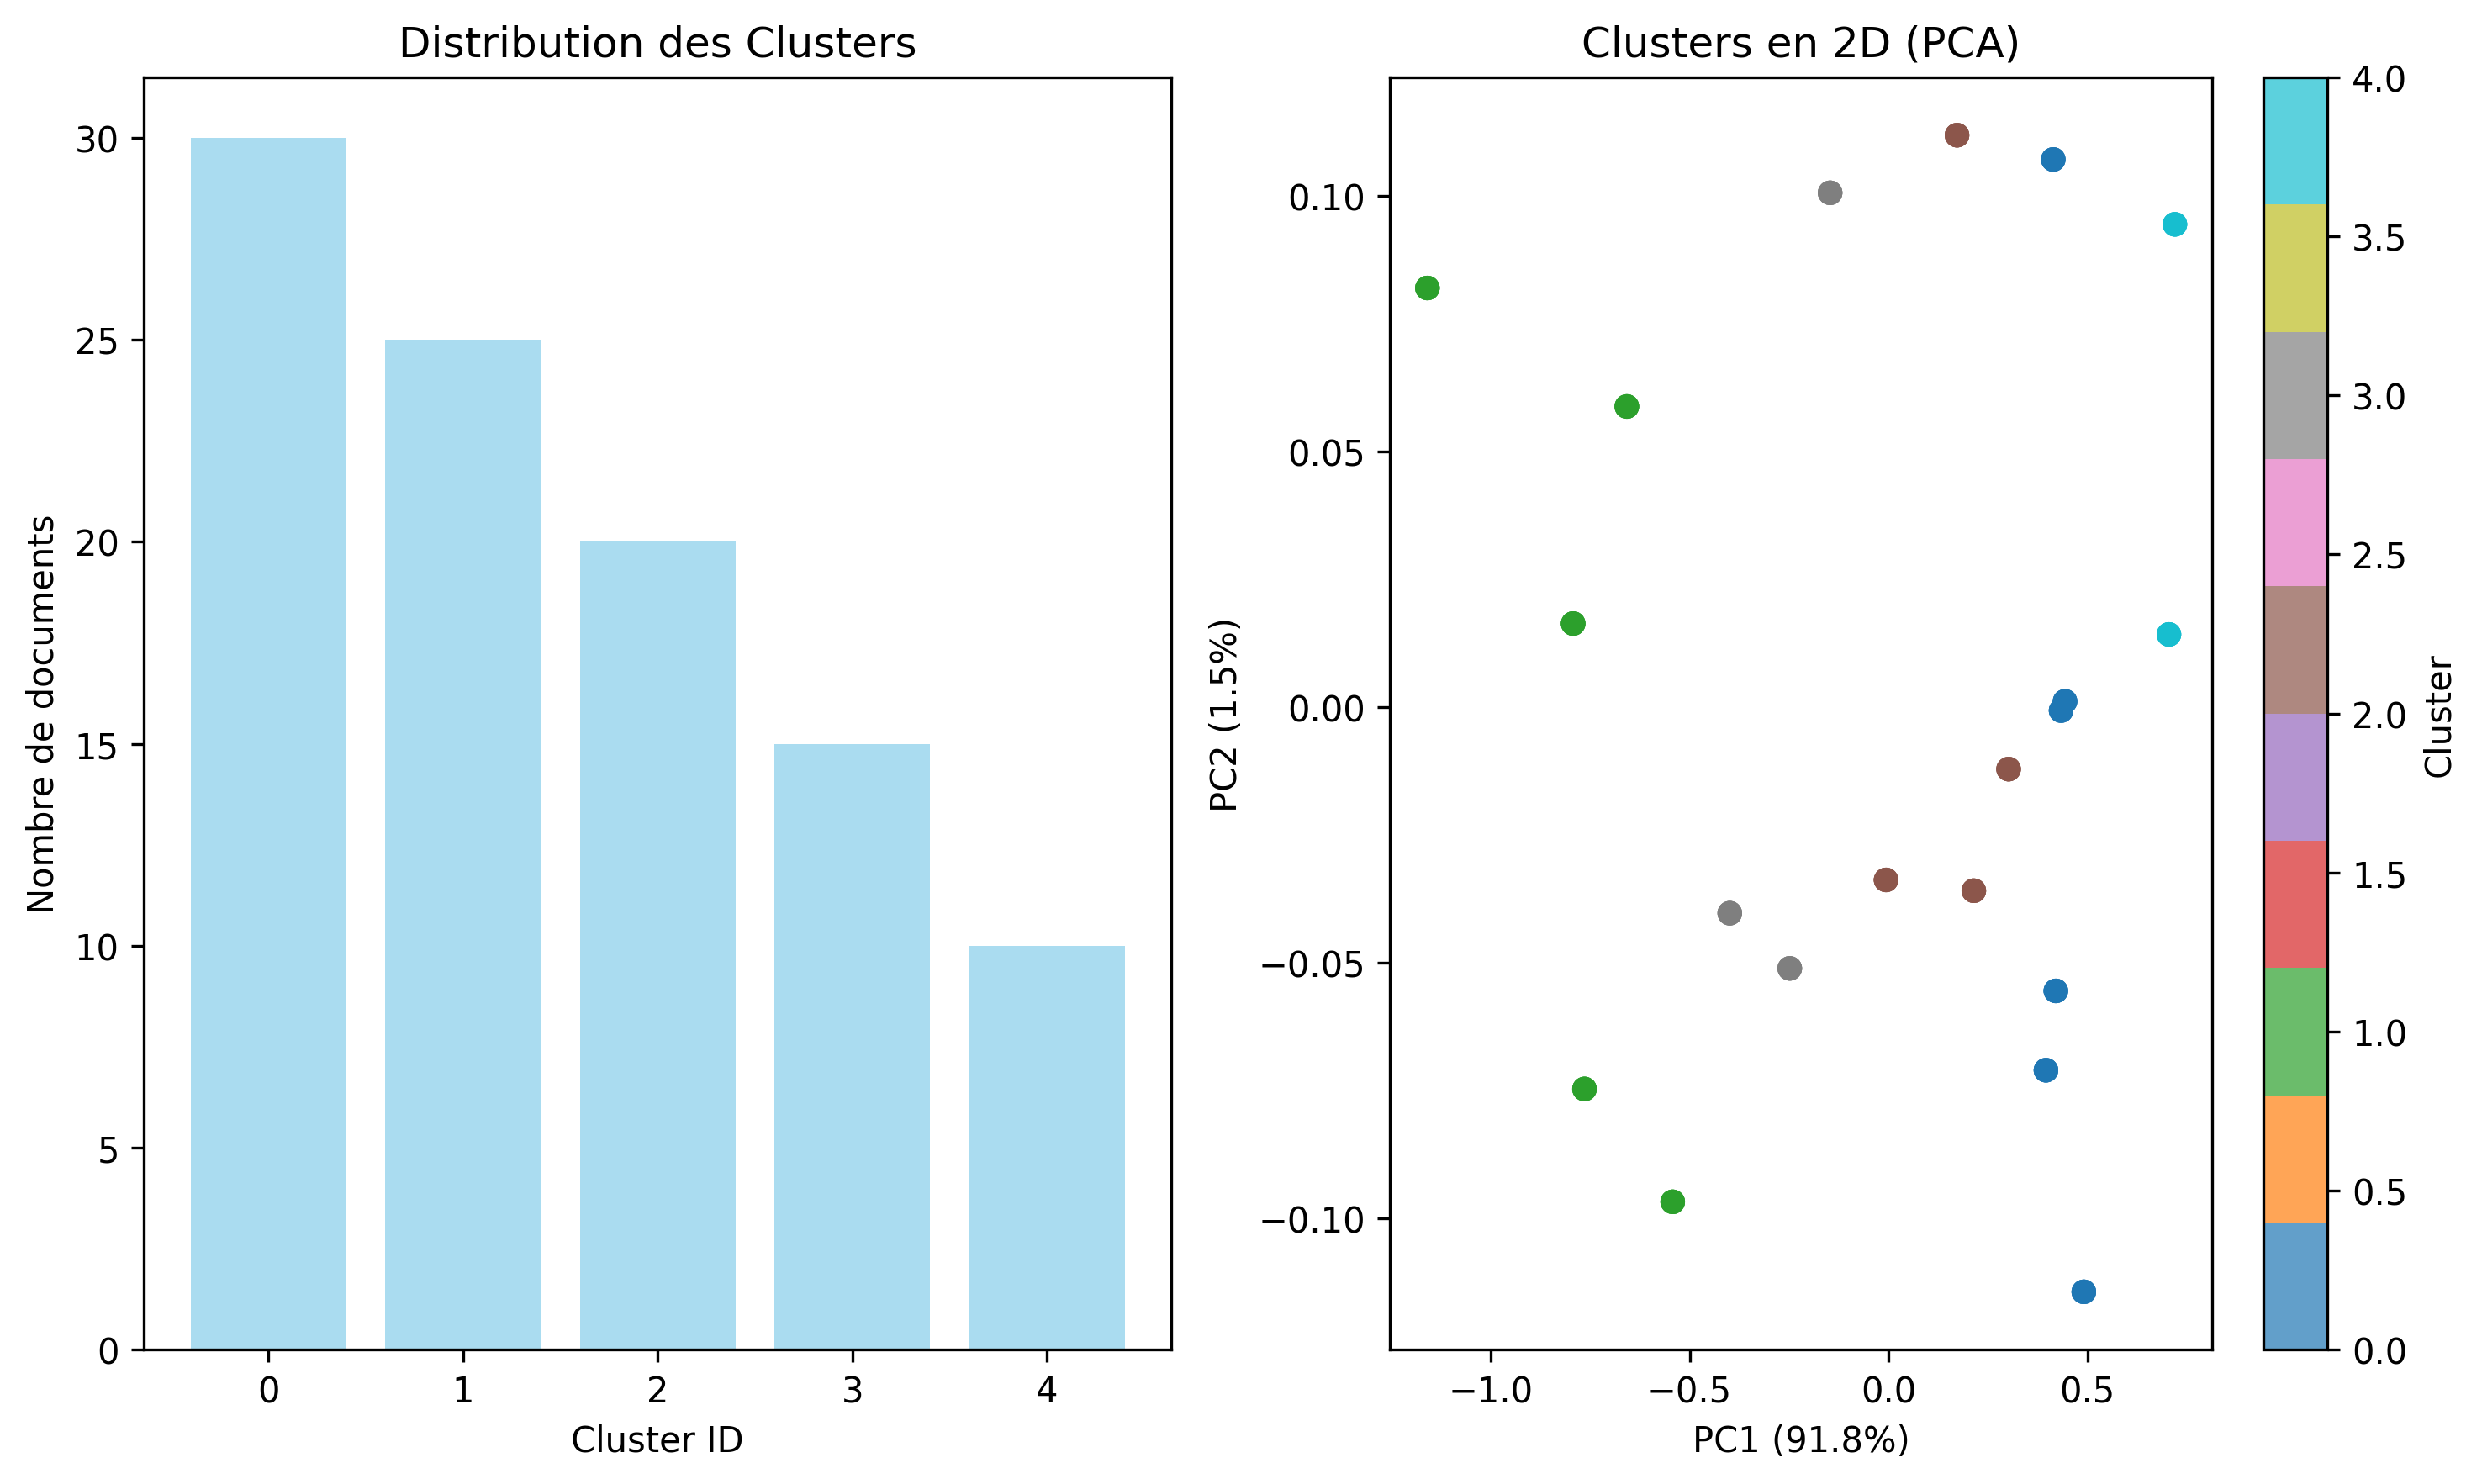 Distribution des Clusters
Nombre de documents
30
25
20
15
10
5
0
0 1 2 3 4
Cluster ID
Clusters en 2D (PCA)
PC2 (1.5%)
0.10
0.05
0.00
−0.05
−0.10
−1.0 −0.5 0.0 0.5
PC1 (91.8%)
4.0
3.5
3.0
2.5
2.0
1.5
1.0
0.5
0.0
Cluster